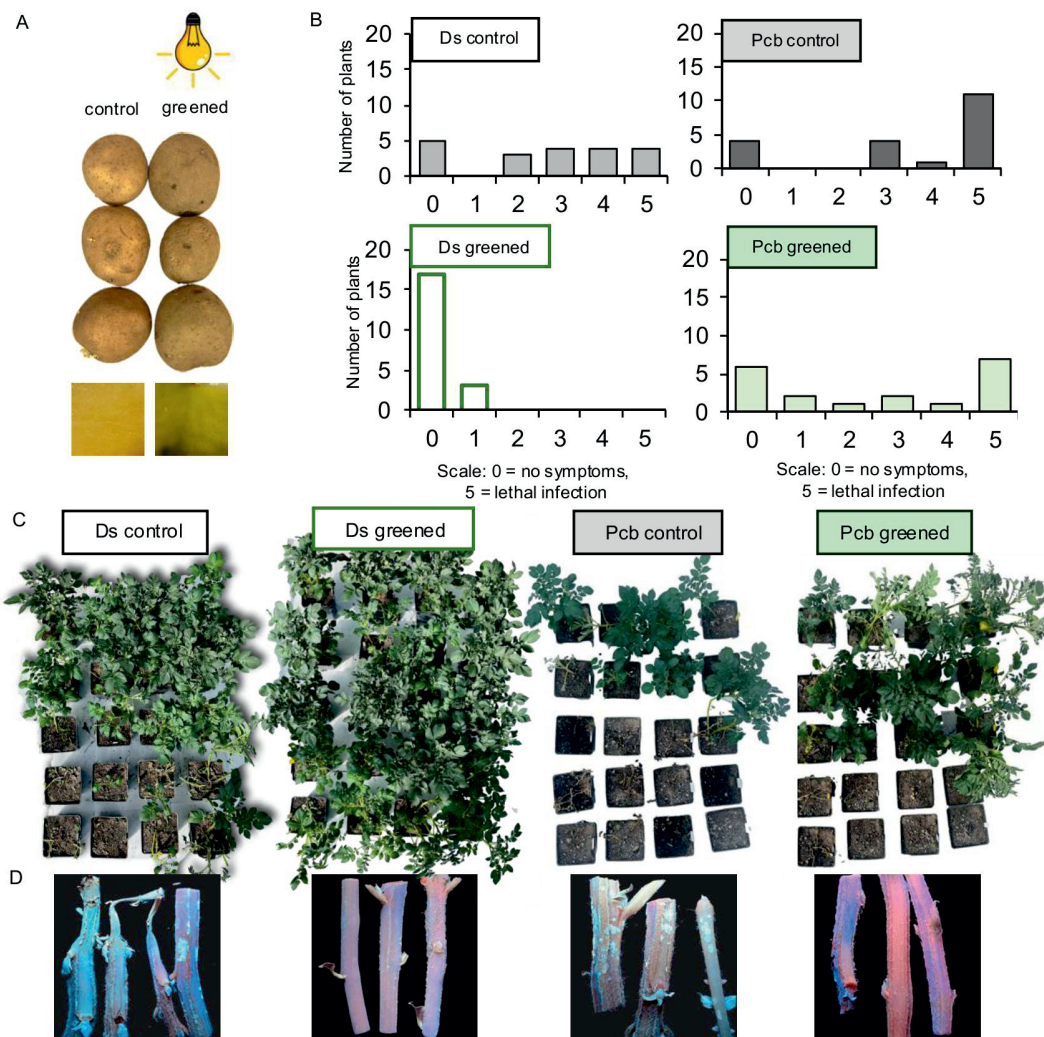 A
control
greened
B
Ds control
Number of plants
20
15
10
5
0
0 1 2 3 4 5
Pcb control
20
15
10
5
0
0 1 2 3 4 5
Ds greened
Number of plants
20
15
10
5
0
0 1 2 3 4 5
Scale: 0 = no symptoms,
5 = lethal infection
Pcb greened
20
15
10
5
0
0 1 2 3 4 5
Scale: 0 = no symptoms,
5 = lethal infection
C
Ds control
Ds greened
Pcb control
Pcb greened
D